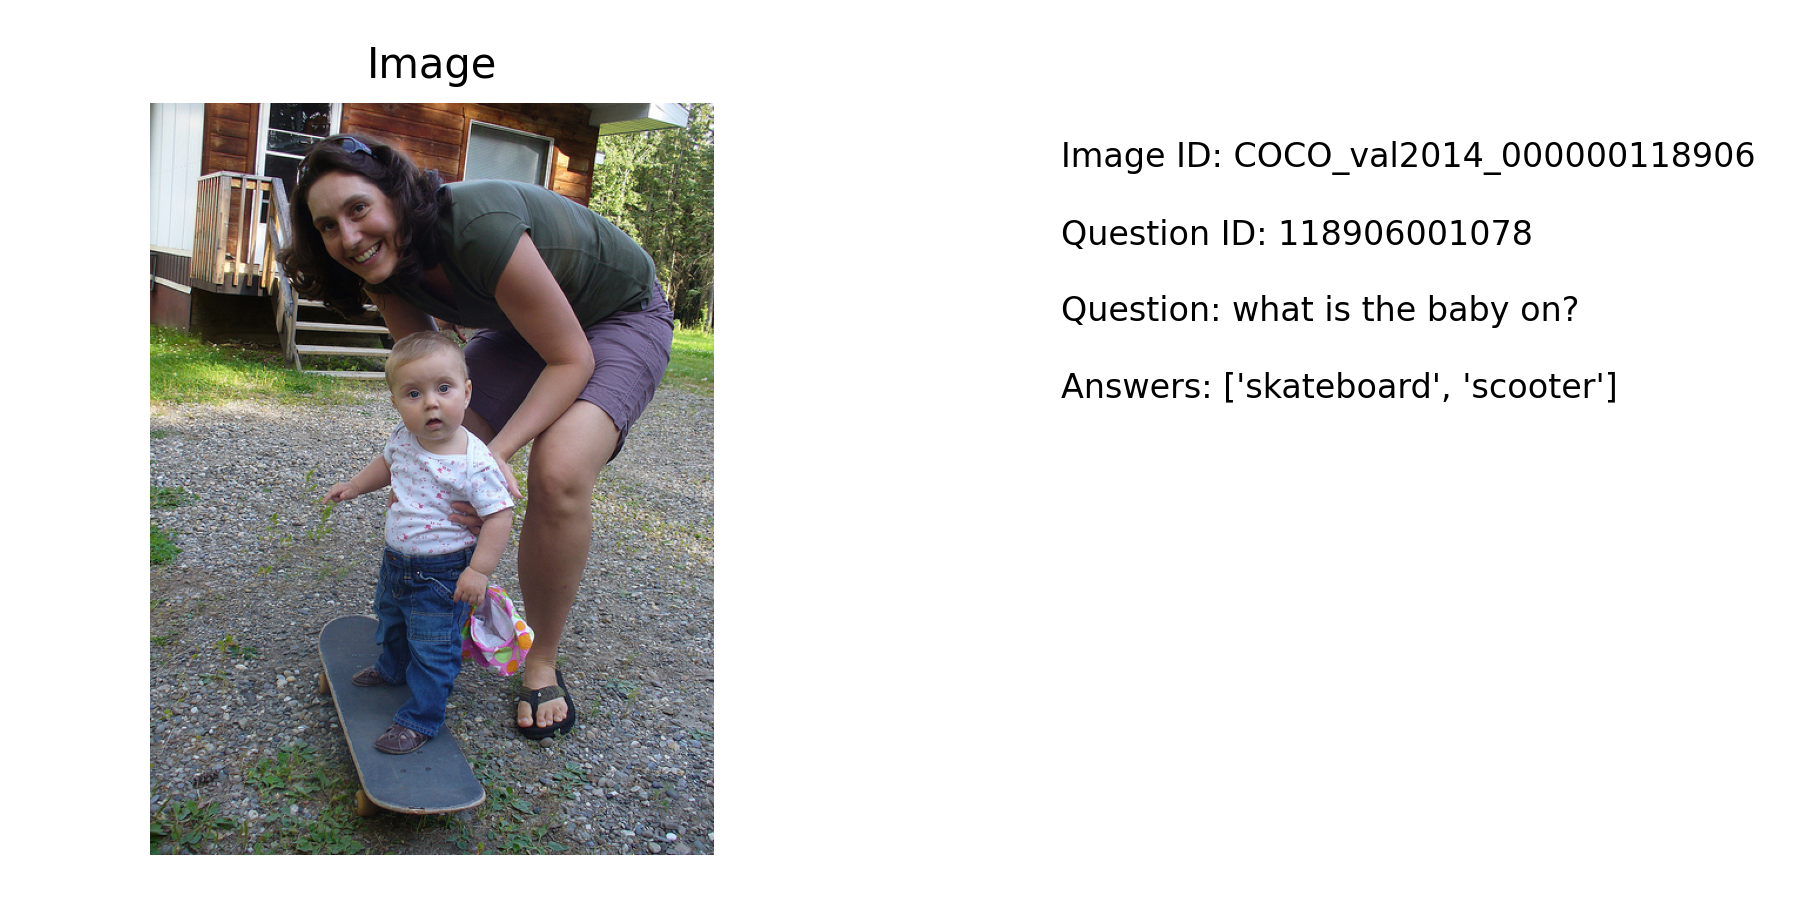 Image
Image ID: COCO_val2014_000000118906
Question ID: 118906001078
Question: what is the baby on?
Answers: ['skateboard', 'scooter']